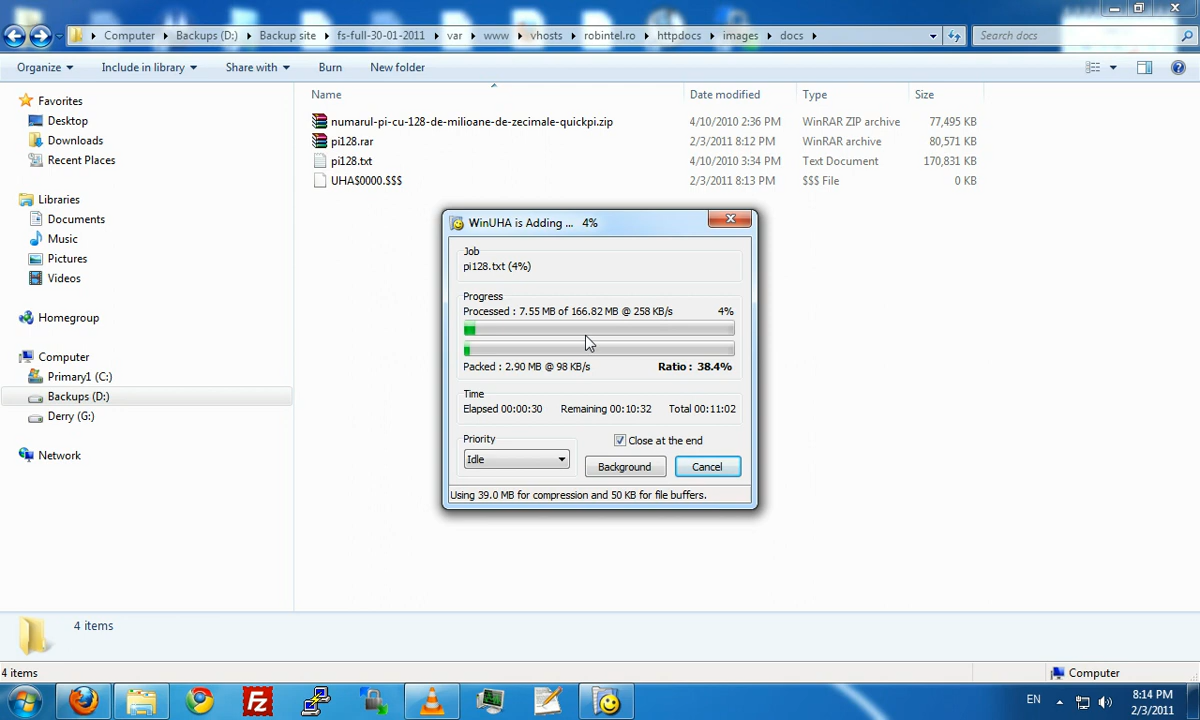 Computer Backups (D:) Backup site fs-full-30-01-2011 var www vhosts robintel.ro httpdocs images docs Search docs
Organize Include in library Share with Burn New folder
Name Date modified Type Size
numarul-pi-cu-128-de-milioane-de-zecimale-quickpi.zip 4/10/2010 2:36 PM WinRAR ZIP archive 77,495 KB
pi128.rar 2/3/2011 8:12 PM WinRAR archive 80,571 KB
pi128.txt 4/10/2010 3:34 PM Text Document 170,831 KB
UHA$0000.$$$ 2/3/2011 8:13 PM $$$ File 0 KB
Favorites
Desktop
Downloads
Recent Places
Libraries
Documents
Music
Pictures
Videos
Homegroup
Computer
Primary1 (C:)
Backups (D:)
Derry (G:)
Network
WinUHA is Adding ... 4%
Job
pi128.txt (4%)
Progress
Processed : 7.55 MB of 166.82 MB @ 258 KB/s 4%
Packed : 2.90 MB @ 98 KB/s Ratio : 38.4%
Time
Elapsed 00:00:30 Remaining 00:10:32 Total 00:11:02
Priority
Close at the end
Idle Background Cancel
Using 39.0 MB for compression and 50 KB for file buffers.
4 items
4 items Computer
Fz
EN 8:14 PM
2/3/2011